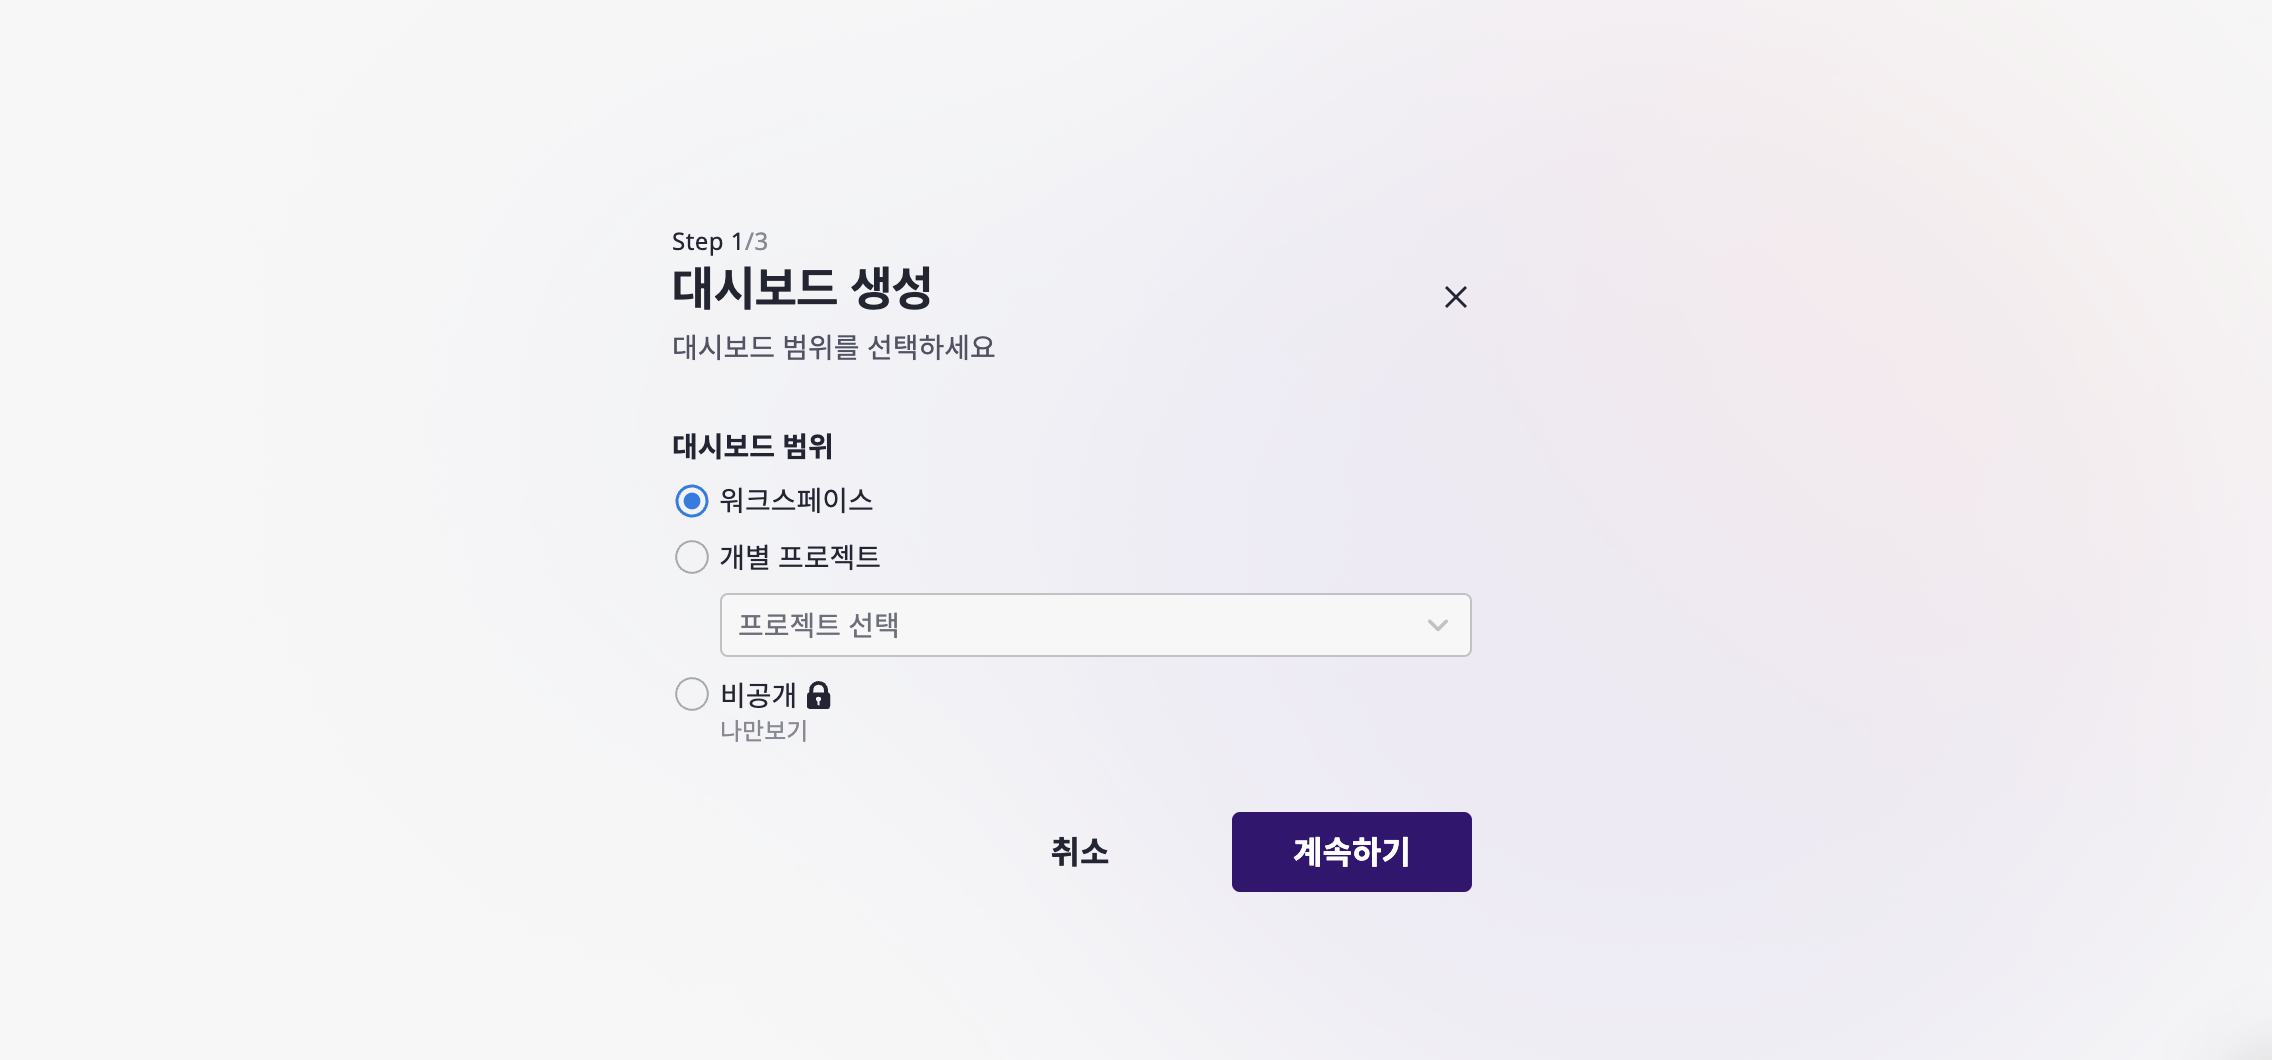 Step 1/3
대시보드 생성
대시보드 범위를 선택하세요
대시보드 범위
워크스페이스
개별 프로젝트
프로젝트 선택
비공개
나만보기
취소
계속하기